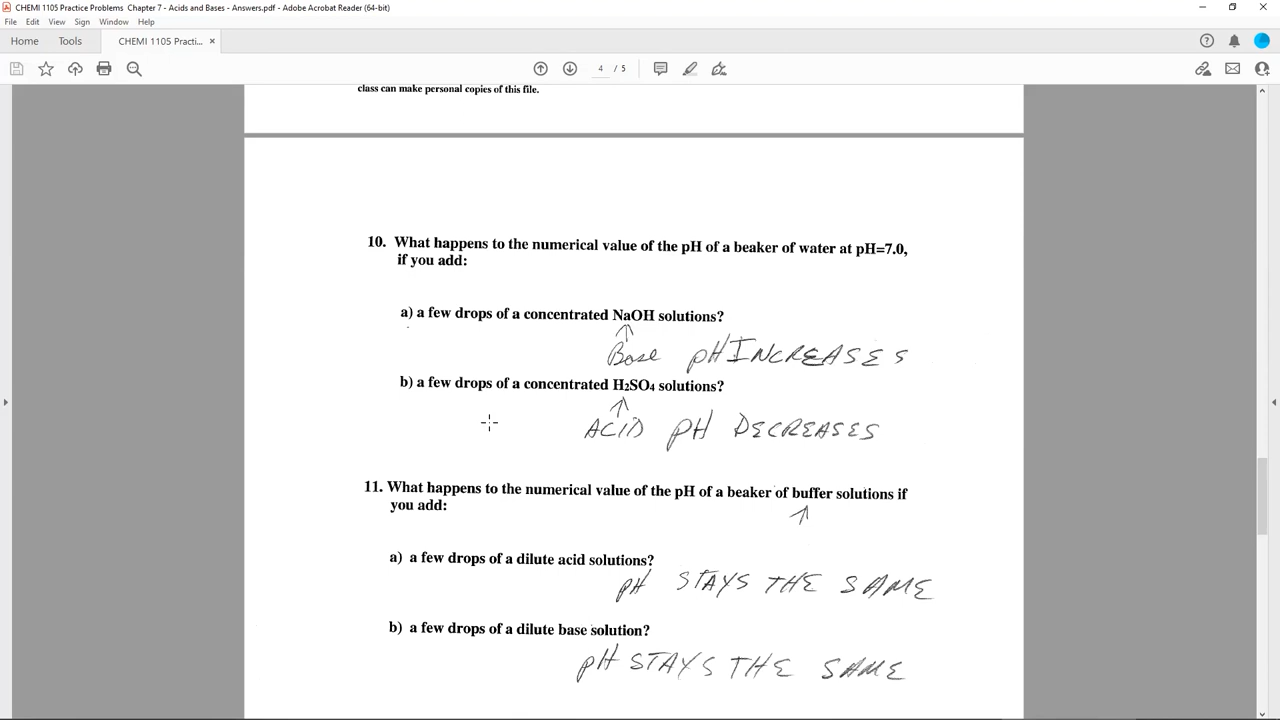 CHEMI 1105 Practice Problems Chapter 7 - Acids and Bases - Answers.pdf - Adobe Acrobat Reader (64-bit)
File Edit View Sign Window Help
Home Tools CHEMI 1105 Practi... ×
4 / 5
class can make personal copies of this file.
10. What happens to the numerical value of the pH of a beaker of water at pH=7.0,
if you add:
a) a few drops of a concentrated NaOH solutions?
Base pH INCREASES
b) a few drops of a concentrated H2SO4 solutions?
ACID PH DECREASES
11. What happens to the numerical value of the pH of a beaker of buffer solutions if
you add:
a) a few drops of a dilute acid solutions?
pH STAYS THE SAME
b) a few drops of a dilute base solution?
pH STAYS THE SAME